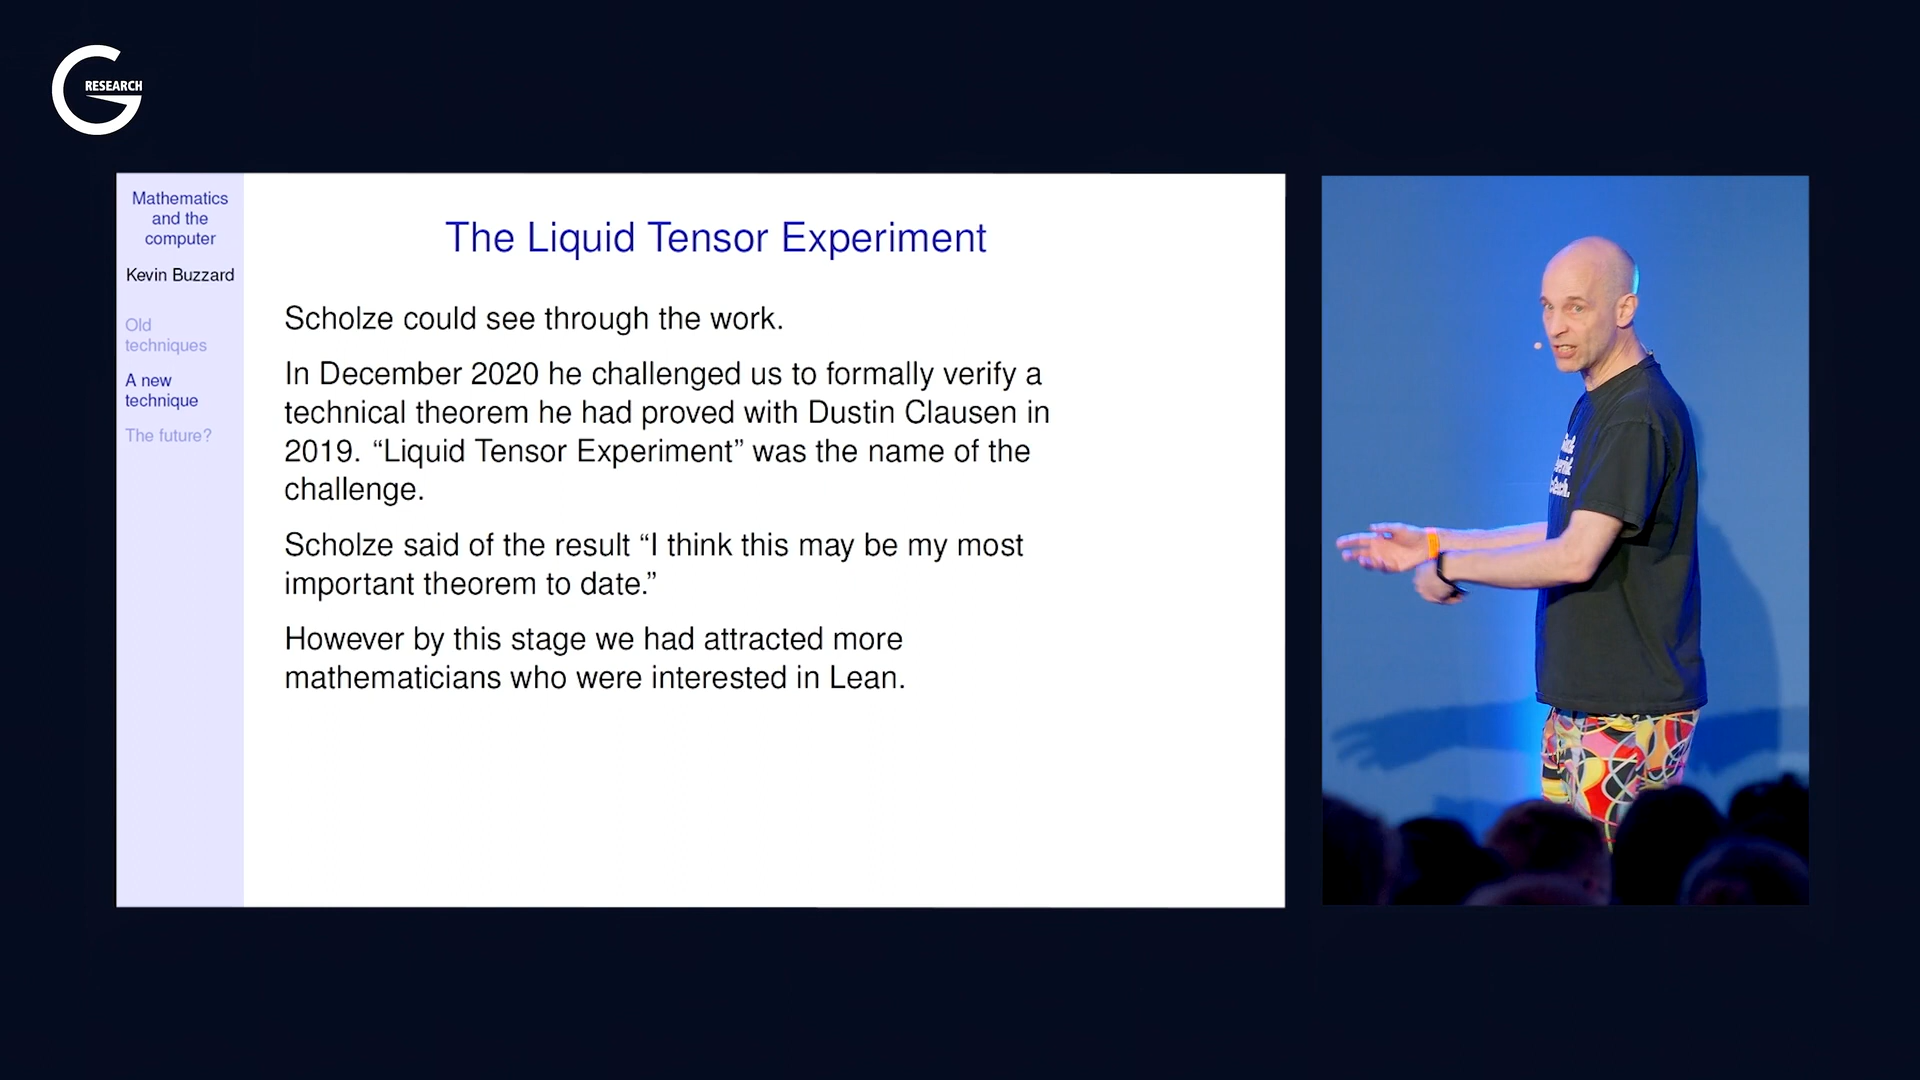 RESEARCH
Mathematics
and the
computer
Kevin Buzzard
Old
techniques
A new
technique
The future?
The Liquid Tensor Experiment
Scholze could see through the work.
In December 2020 he challenged us to formally verify a
technical theorem he had proved with Dustin Clausen in
2019. “Liquid Tensor Experiment” was the name of the
challenge.
Scholze said of the result “I think this may be my most
important theorem to date.”
However by this stage we had attracted more
mathematicians who were interested in Lean.